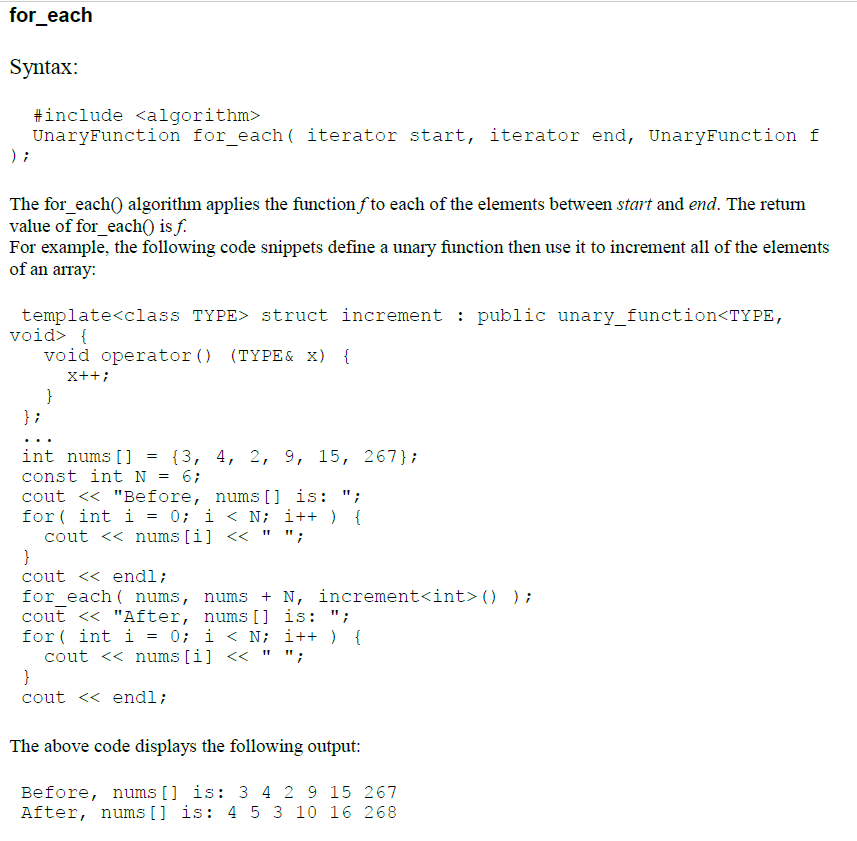 for_each
Syntax:
#include <algorithm>
UnaryFunction for_each( iterator start, iterator end, UnaryFunction f
);
The for_each() algorithm applies the function f to each of the elements between start and end. The return
value of for_each() is f.
For example, the following code snippets define a unary function then use it to increment all of the elements
of an array:
template<class TYPE> struct increment : public unary_function<TYPE,
void> {
void operator() (TYPE& x) {
x++;
}
};
...
int nums[] = {3, 4, 2, 9, 15, 267};
const int N = 6;
cout << "Before, nums[] is: ";
for( int i = 0; i < N; i++ ) {
cout << nums[i] << " ";
}
cout << endl;
for_each( nums, nums + N, increment<int>() );
cout << "After, nums[] is: ";
for( int i = 0; i < N; i++ ) {
cout << nums[i] << " ";
}
cout << endl;
The above code displays the following output:
Before, nums[] is: 3 4 2 9 15 267
After, nums[] is: 4 5 3 10 16 268